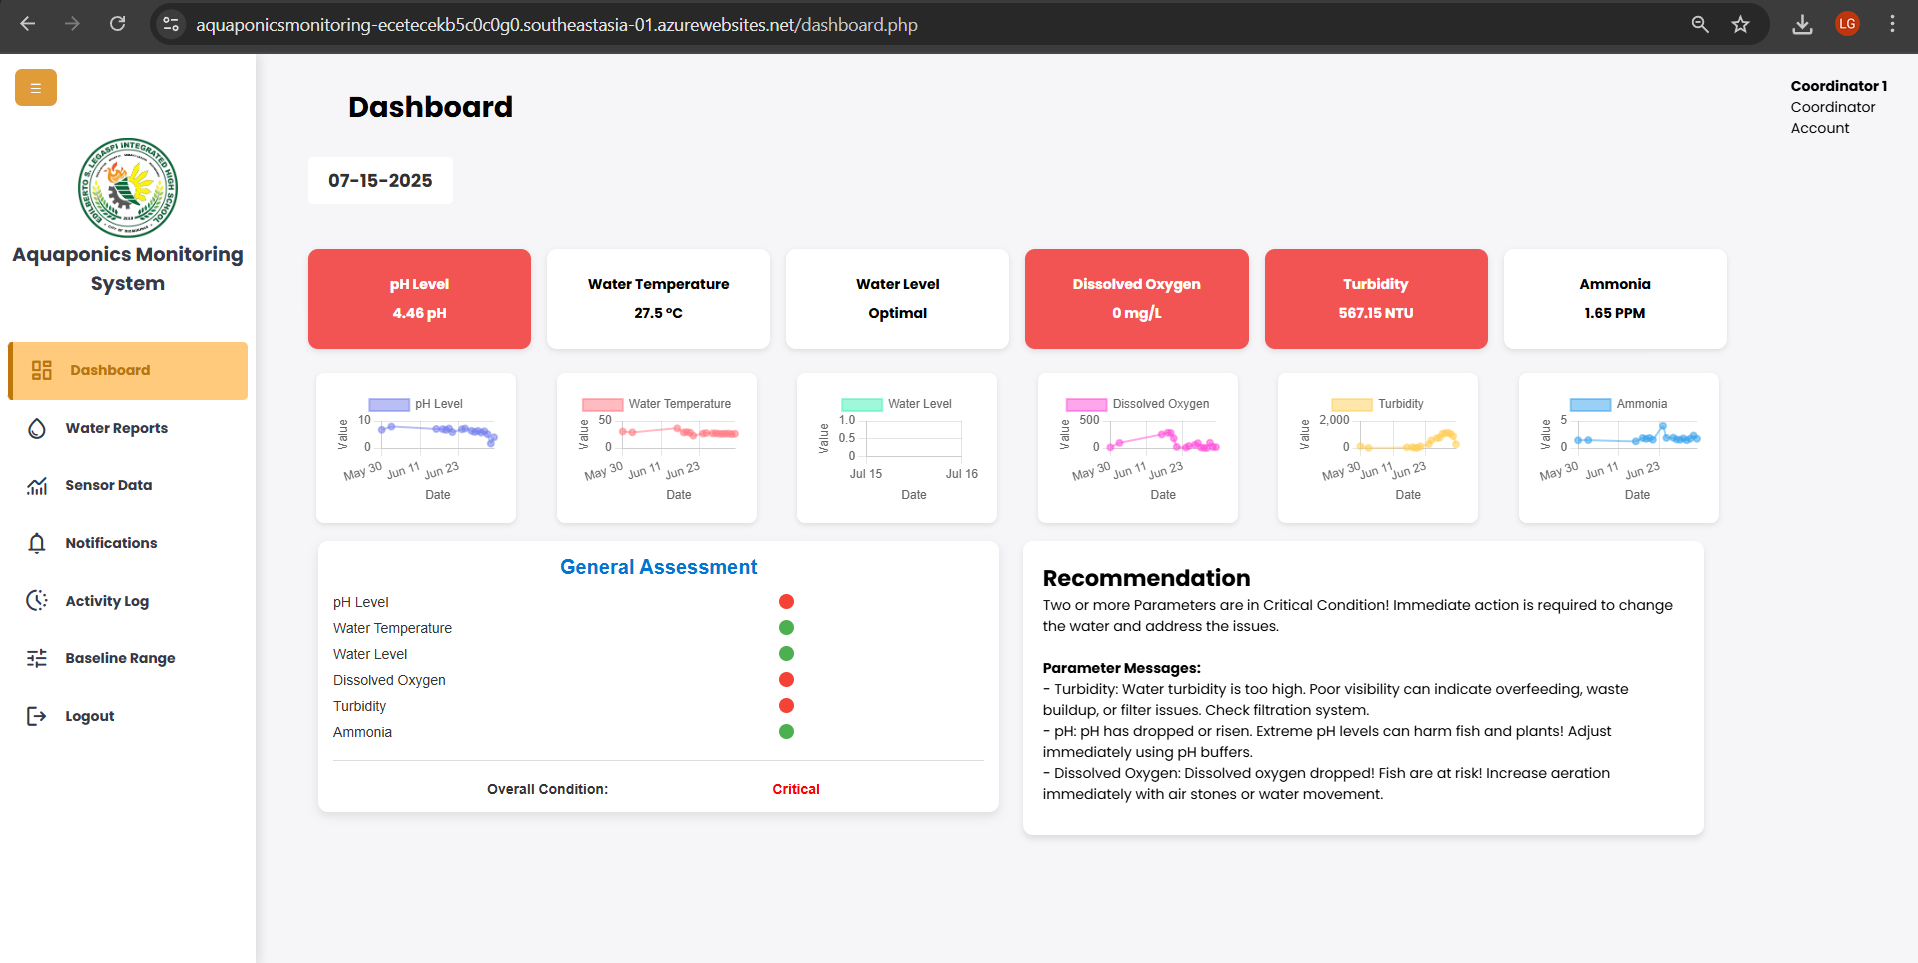 aquaponicsmonitoring-ecetecekb5c0c0g0.southeastasia-01.azurewebsites.net/dashboard.php
LG
Dashboard
Coordinator 1
Coordinator
Account
07-15-2025
EDILBERTO S. LEGASPI INTEGRATED HIGH SCHOOL
Aquaponics Monitoring
System
Dashboard
Water Reports
Sensor Data
Notifications
Activity Log
Baseline Range
Logout
pH Level
4.46 pH
Water Temperature
27.5 °C
Water Level
Optimal
Dissolved Oxygen
0 mg/L
Turbidity
567.15 NTU
Ammonia
1.65 PPM
pH Level
Value
10
0
May 30 Jun 11 Jun 23
Date
Water Temperature
Value
50
0
May 30 Jun 11 Jun 23
Date
Water Level
Value
1.0
0.5
0
Jul 15 Jul 16
Date
Dissolved Oxygen
Value
500
0
May 30 Jun 11 Jun 23
Date
Turbidity
Value
2,000
0
May 30 Jun 11 Jun 23
Date
Ammonia
Value
5
0
May 30 Jun 11 Jun 23
Date
General Assessment
pH Level
Water Temperature
Water Level
Dissolved Oxygen
Turbidity
Ammonia
Overall Condition: Critical
Recommendation
Two or more Parameters are in Critical Condition! Immediate action is required to change
the water and address the issues.
Parameter Messages:
- Turbidity: Water turbidity is too high. Poor visibility can indicate overfeeding, waste
buildup, or filter issues. Check filtration system.
- pH: pH has dropped or risen. Extreme pH levels can harm fish and plants! Adjust
immediately using pH buffers.
- Dissolved Oxygen: Dissolved oxygen dropped! Fish are at risk! Increase aeration
immediately with air stones or water movement.